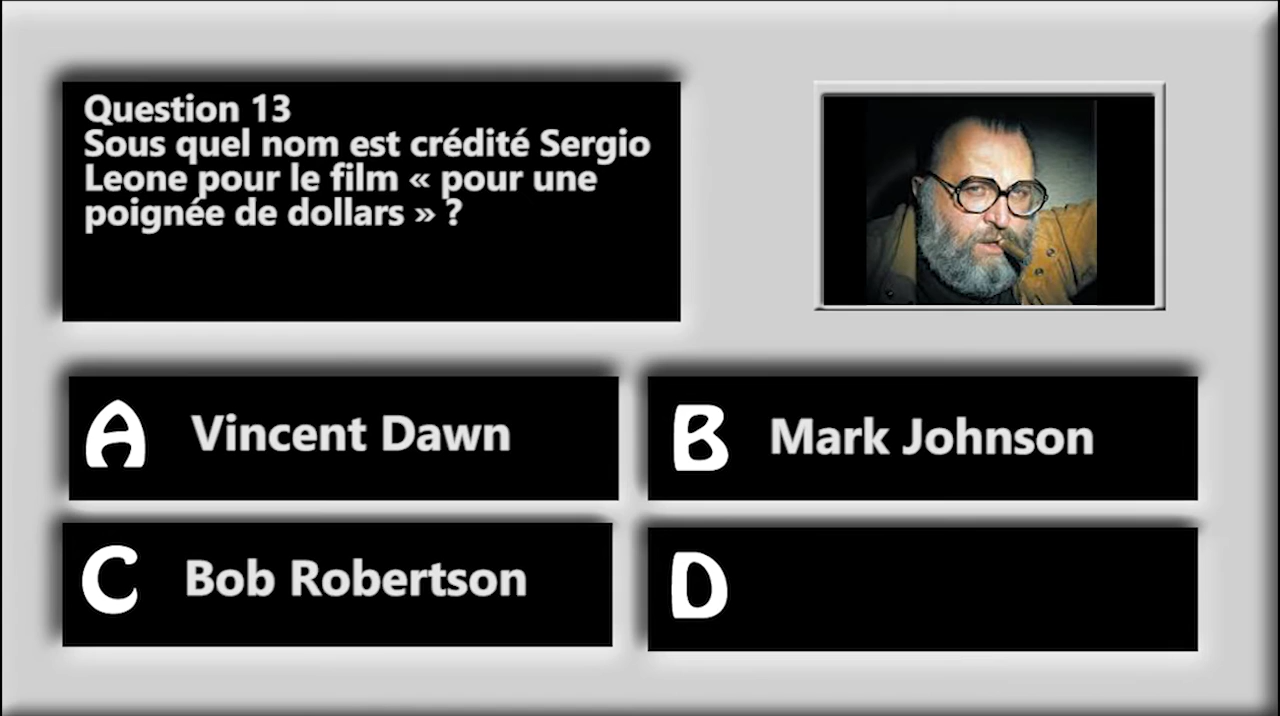 Question 13
Sous quel nom est crédité Sergio
Leone pour le film « pour une
poignée de dollars » ?
A Vincent Dawn
B Mark Johnson
C Bob Robertson
D